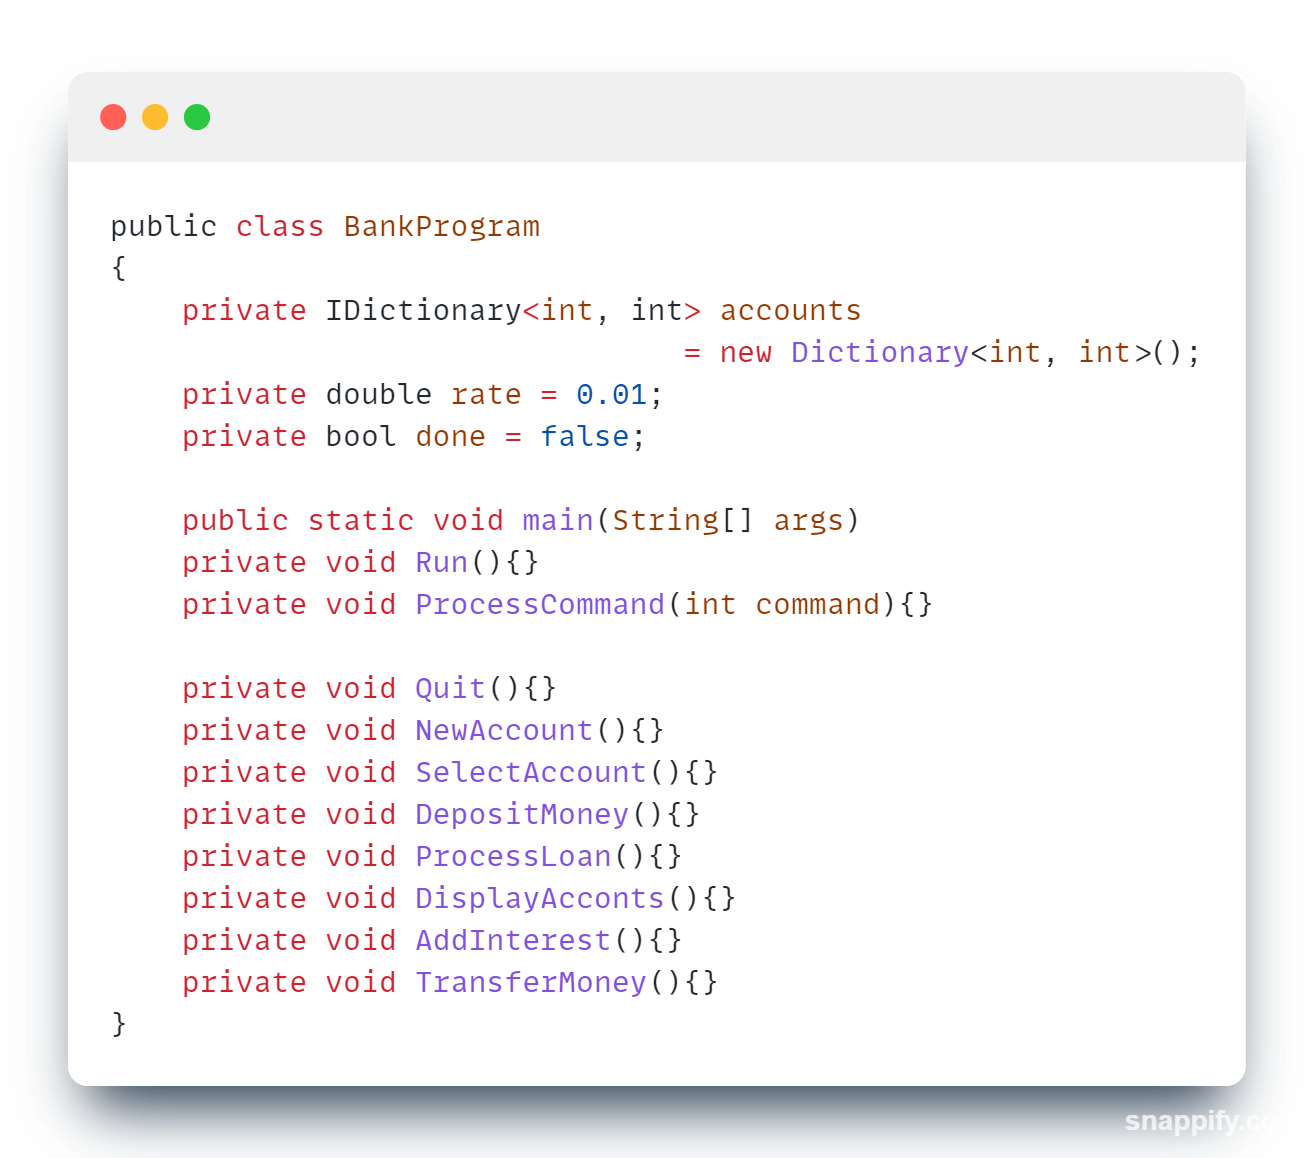 public class BankProgram
{
    private IDictionary<int, int> accounts
                                = new Dictionary<int, int>();
    private double rate = 0.01;
    private bool done = false;

    public static void main(String[] args)
    private void Run(){}
    private void ProcessCommand(int command){}

    private void Quit(){}
    private void NewAccount(){}
    private void SelectAccount(){}
    private void DepositMoney(){}
    private void ProcessLoan(){}
    private void DisplayAcconts(){}
    private void AddInterest(){}
    private void TransferMoney(){}
}
snappify.com